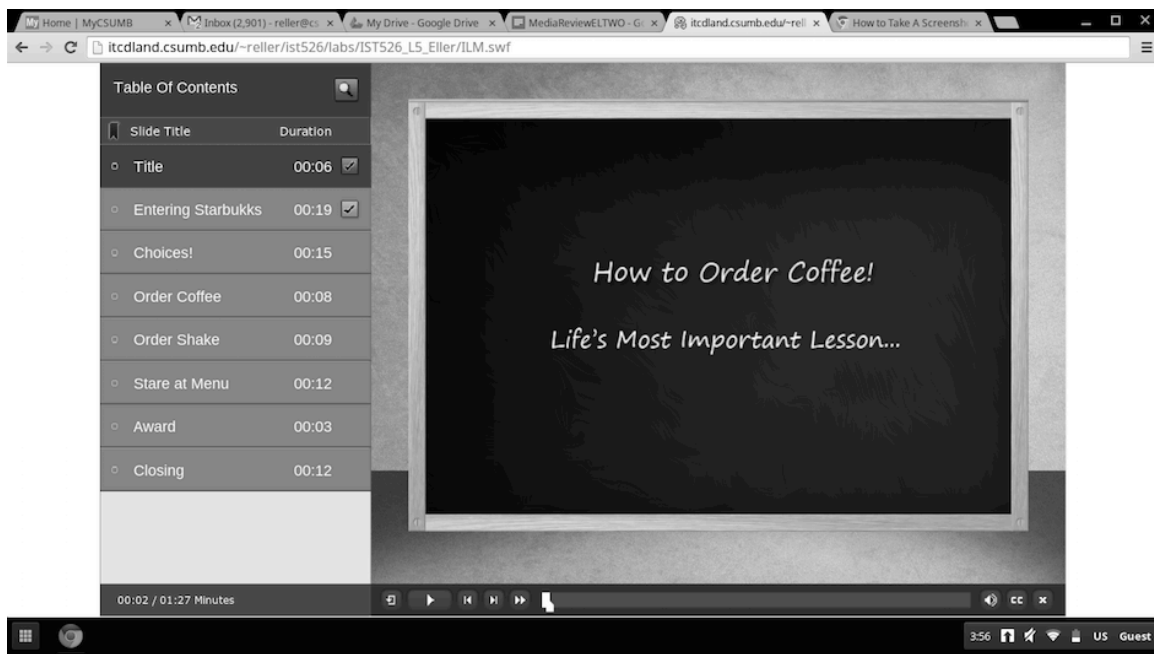 Home | MyCSUMB
Inbox (2,901) - reller@cs
My Drive - Google Drive
MediaReviewELTWO - Go
itcdland.csumb.edu/~rell
How to Take A Screensh
itcdland.csumb.edu/~reller/ist526/labs/IST526_L5_Eller/ILM.swf
Table Of Contents
Slide Title Duration
Title 00:06
Entering Starbukks 00:19
Choices! 00:15
Order Coffee 00:08
Order Shake 00:09
Stare at Menu 00:12
Award 00:03
Closing 00:12
How to Order Coffee!
Life's Most Important Lesson...
00:02 / 01:27 Minutes
CC
3:56 US Guest